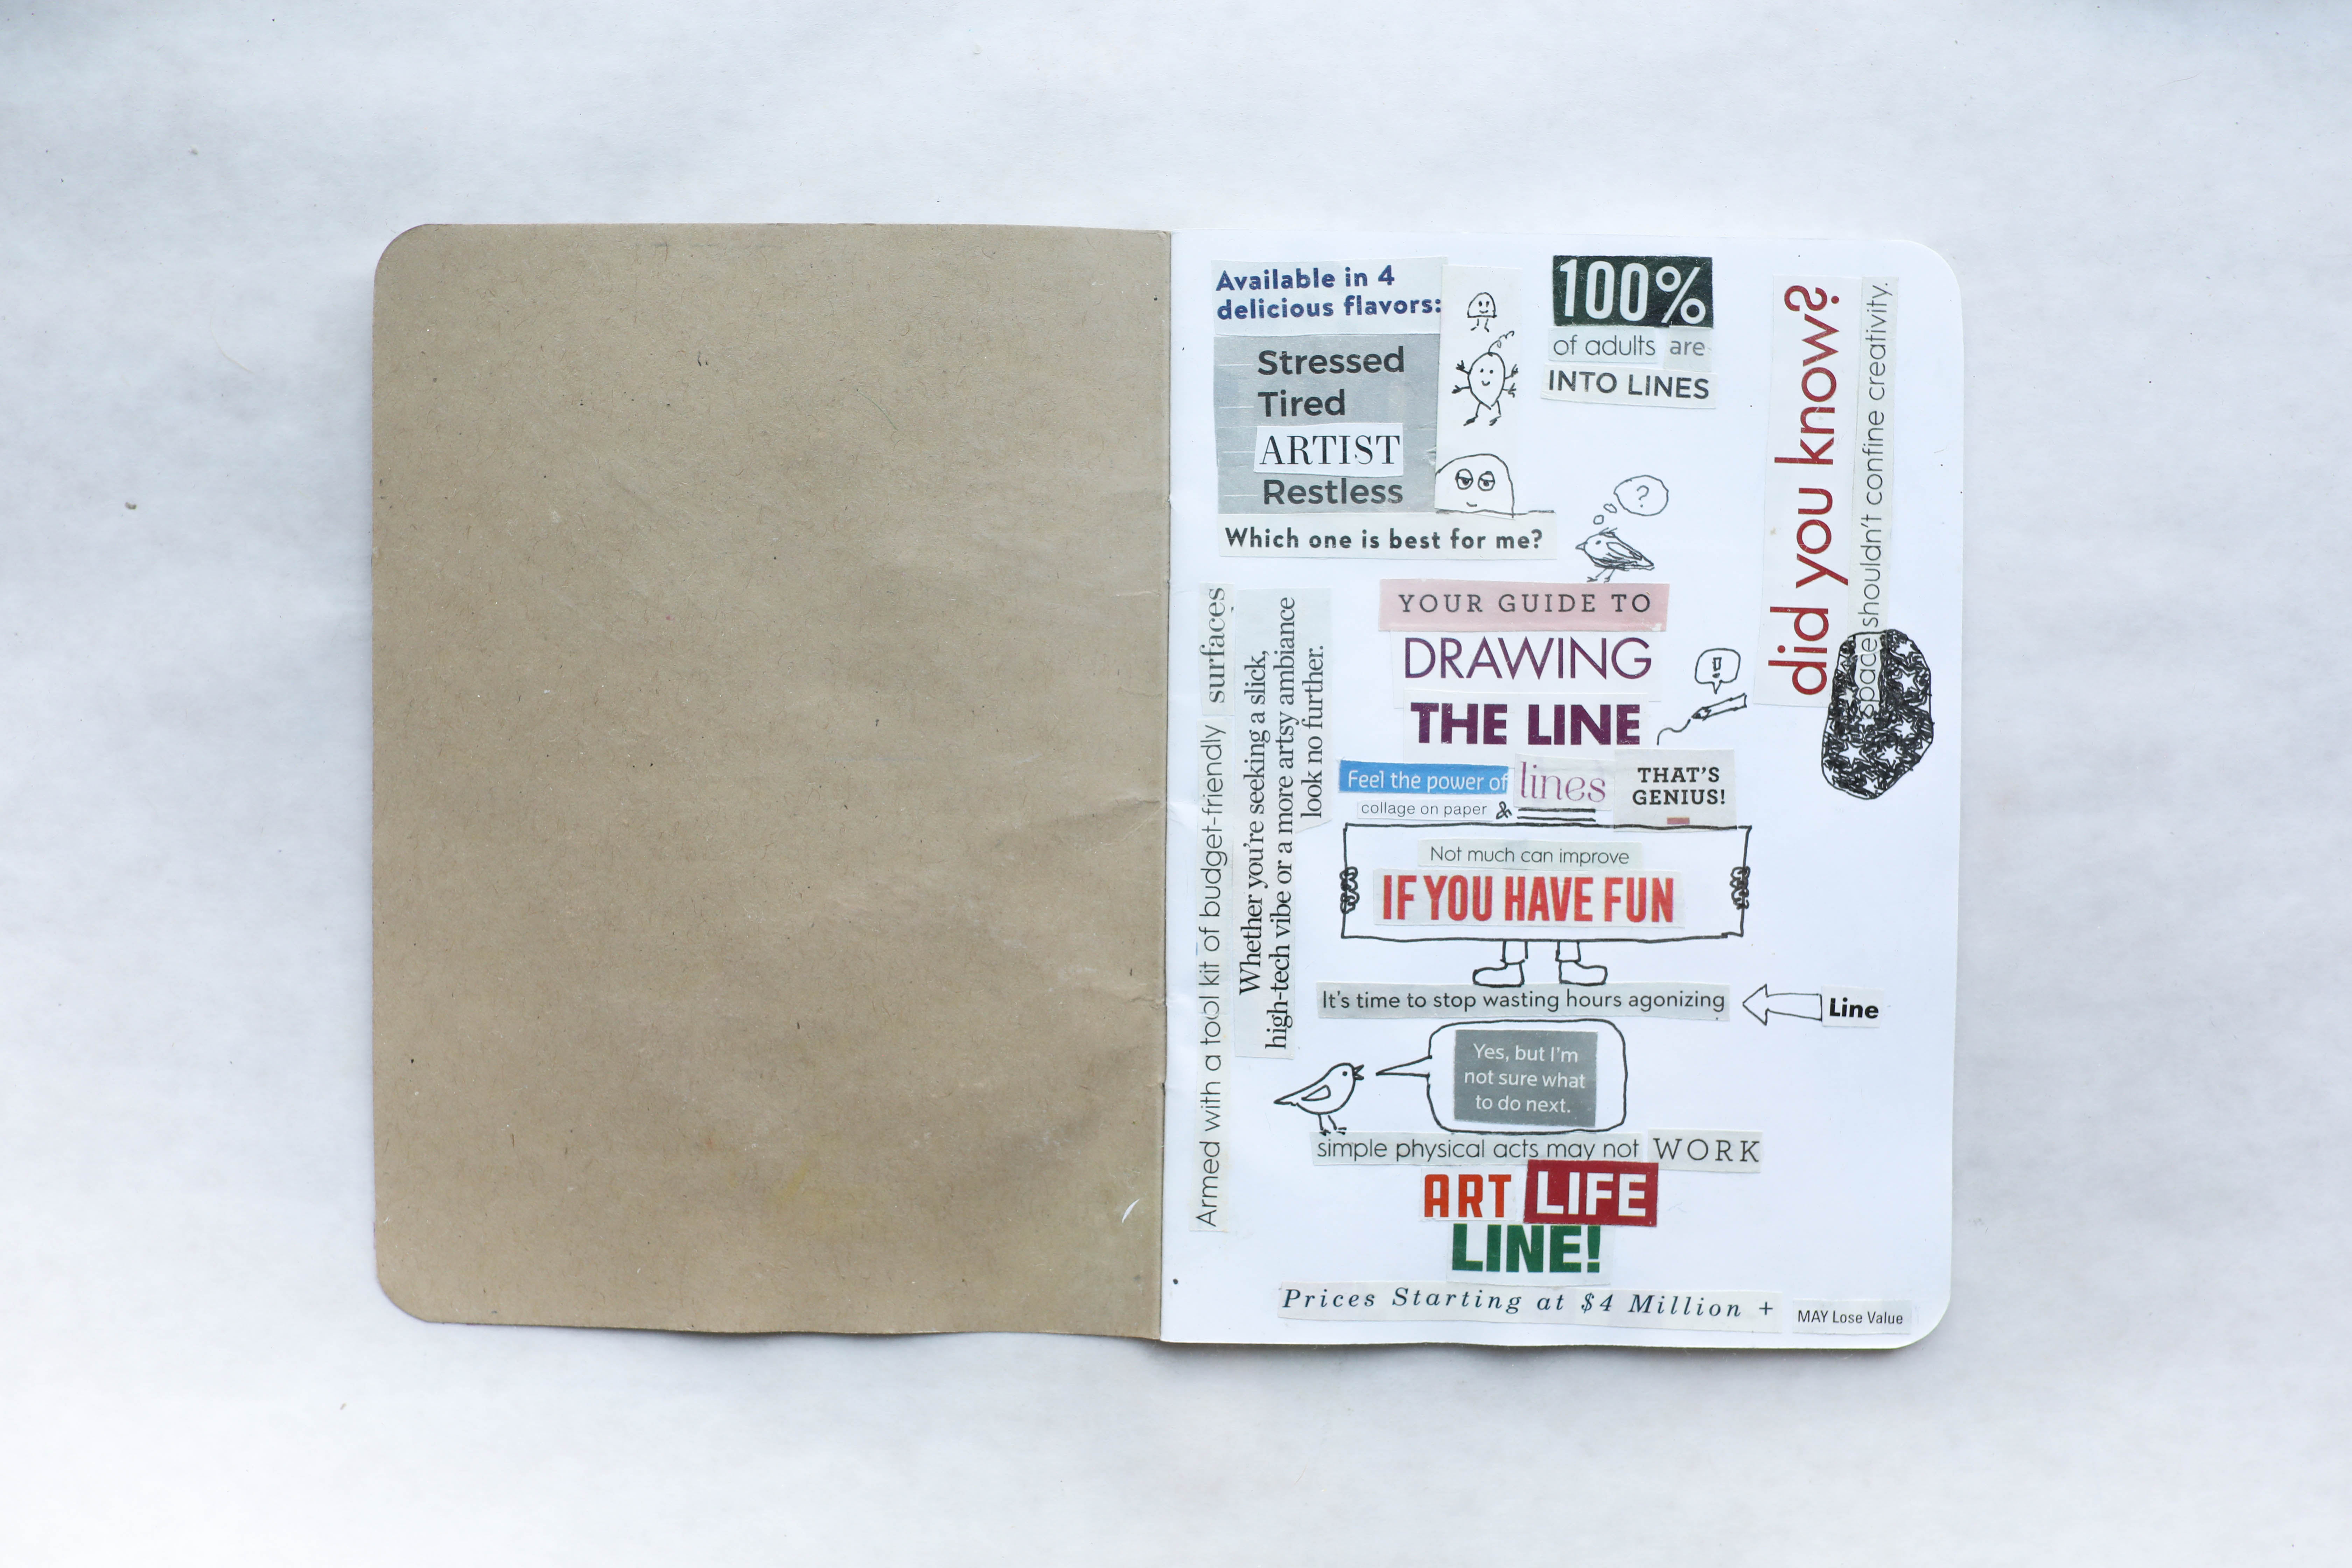 Available in 4
delicious flavors:
Stressed
Tired
ARTIST
Restless
Which one is best for me?
100%
of adults are
INTO LINES
?
did you know?
space shouldn't confine creativity.
YOUR GUIDE TO
DRAWING
THE LINE
Feel the power of lines
collage on paper &
THAT'S
GENIUS!
Armed with a tool kit of budget-friendly surfaces
Whether you're seeking a slick,
high-tech vibe or a more artsy ambiance
look no further.
Not much can improve
IF YOU HAVE FUN
It's time to stop wasting hours agonizing
Line
Yes, but I'm
not sure what
to do next.
simple physical acts may not WORK
ART LIFE
LINE!
Prices Starting at $4 Million +
MAY Lose Value